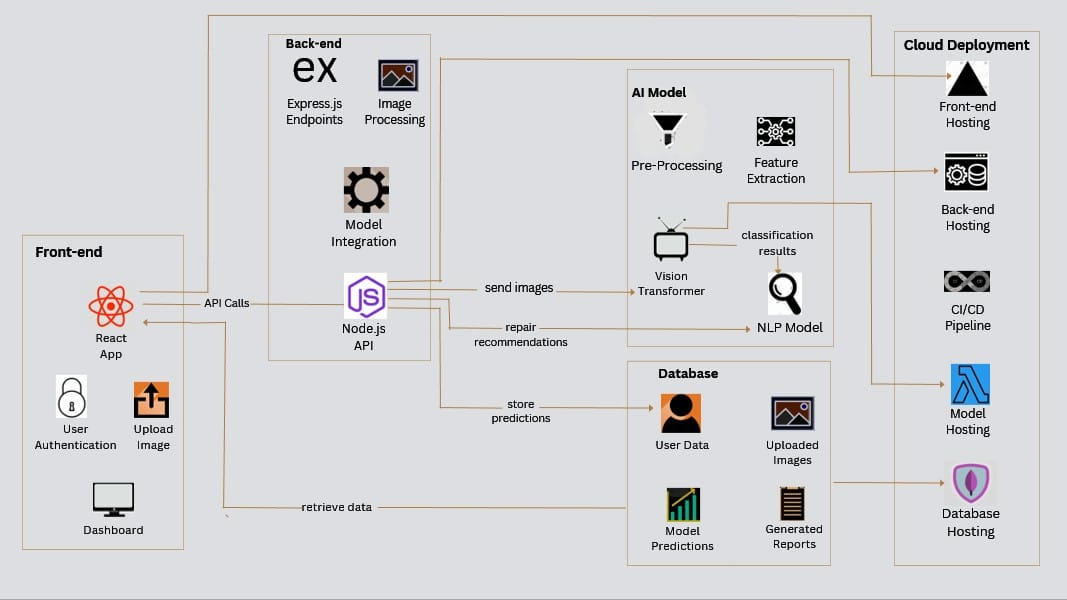 Front-end
React
App
User
Authentication
Upload
Image
Dashboard
API Calls
Back-end
ex
Express.js
Endpoints
Image
Processing
Model
Integration
JS
Node.js
API
send images
repair
recommendations
store
predictions
retrieve data
AI Model
Pre-Processing
Feature
Extraction
Vision
Transformer
classification
results
NLP Model
Database
User Data
Uploaded
Images
Model
Predictions
Generated
Reports
Cloud Deployment
Front-end
Hosting
Back-end
Hosting
CI/CD
Pipeline
Model
Hosting
Database
Hosting